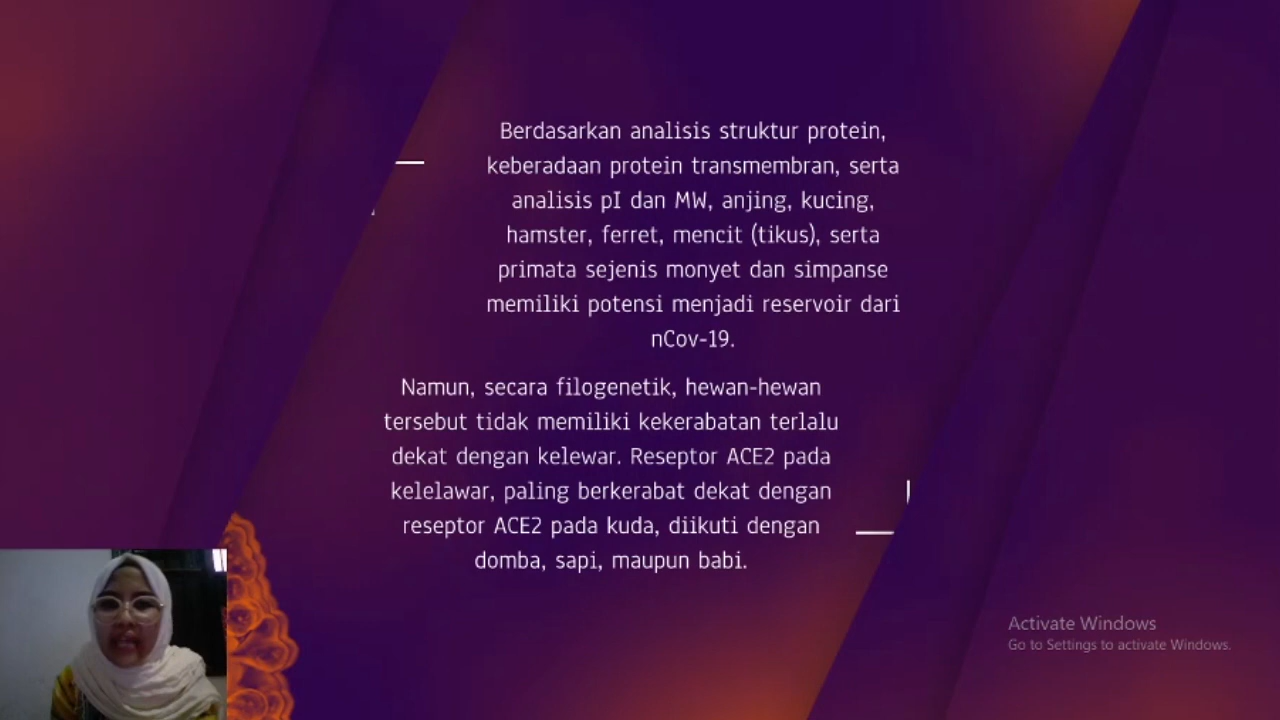 Berdasarkan analisis struktur protein,
keberadaan protein transmembran, serta
analisis pI dan MW, anjing, kucing,
hamster, ferret, mencit (tikus), serta
primata sejenis monyet dan simpanse
memiliki potensi menjadi reservoir dari
nCov-19.
Namun, secara filogenetik, hewan-hewan
tersebut tidak memiliki kekerabatan terlalu
dekat dengan kelewar. Reseptor ACE2 pada
kelelawar, paling berkerabat dekat dengan
reseptor ACE2 pada kuda, diikuti dengan
domba, sapi, maupun babi.
Activate Windows
Go to Settings to activate Windows.